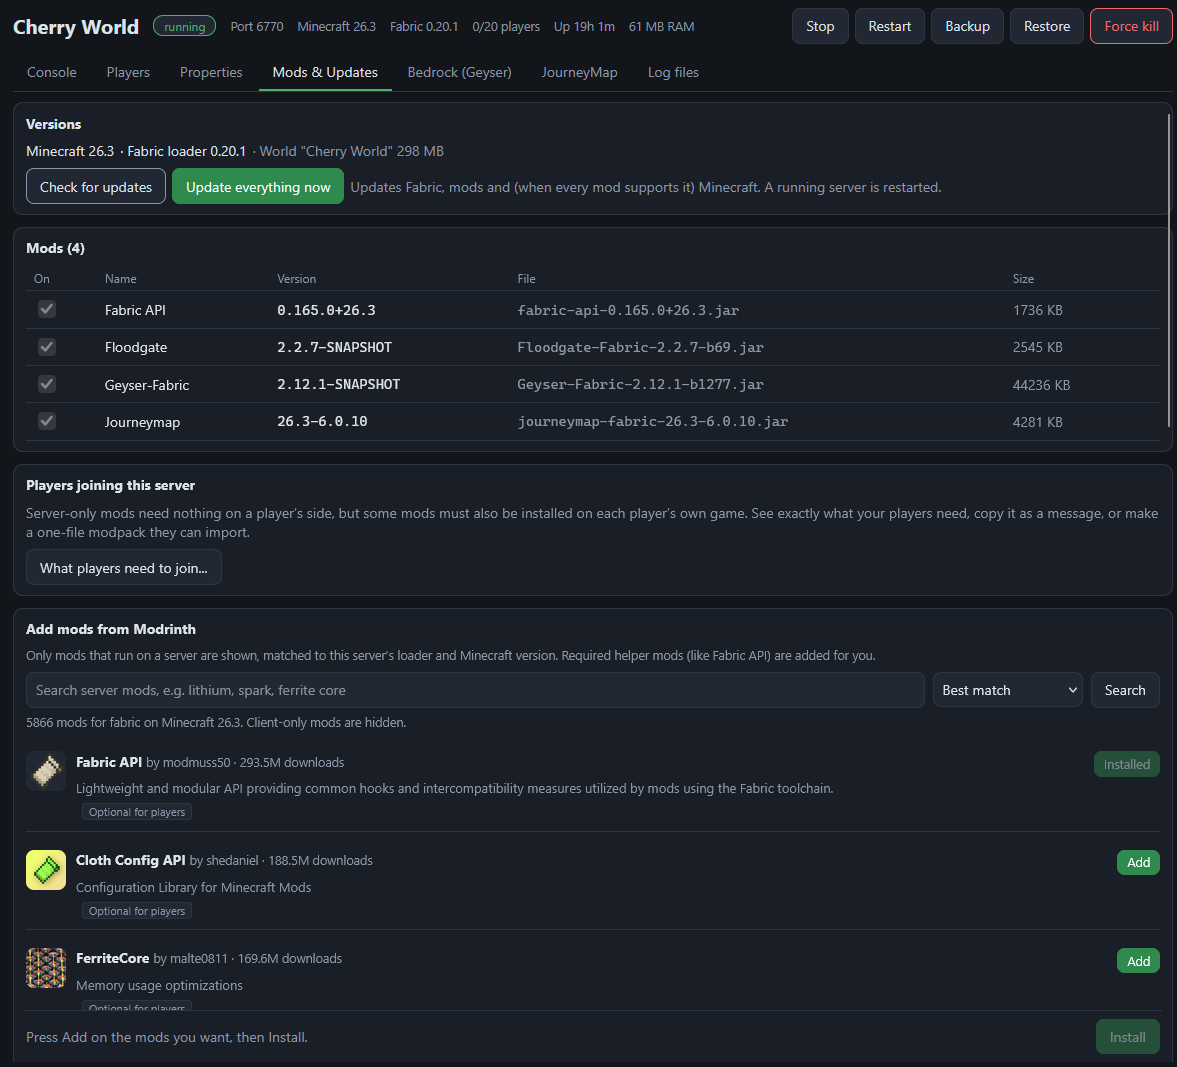 Cherry World running Port 6770 Minecraft 26.3 Fabric 0.20.1 0/20 players Up 19h 1m 61 MB RAM Stop Restart Backup Restore Force kill
Console Players Properties Mods & Updates Bedrock (Geyser) JourneyMap Log files
Versions
Minecraft 26.3 · Fabric loader 0.20.1 · World "Cherry World" 298 MB
Check for updates Update everything now Updates Fabric, mods and (when every mod supports it) Minecraft. A running server is restarted.
Mods (4)
On Name Version File Size
Fabric API 0.165.0+26.3 fabric-api-0.165.0+26.3.jar 1736 KB
Floodgate 2.2.7-SNAPSHOT Floodgate-Fabric-2.2.7-b69.jar 2545 KB
Geyser-Fabric 2.12.1-SNAPSHOT Geyser-Fabric-2.12.1-b1277.jar 44236 KB
Journeymap 26.3-6.0.10 journeymap-fabric-26.3-6.0.10.jar 4281 KB
Players joining this server
Server-only mods need nothing on a player's side, but some mods must also be installed on each player's own game. See exactly what your players need, copy it as a message, or make
a one-file modpack they can import.
What players need to join...
Add mods from Modrinth
Only mods that run on a server are shown, matched to this server's loader and Minecraft version. Required helper mods (like Fabric API) are added for you.
Search server mods, e.g. lithium, spark, ferrite core Best match Search
5866 mods for fabric on Minecraft 26.3. Client-only mods are hidden.
Fabric API by modmuss50 · 293.5M downloads Installed
Lightweight and modular API providing common hooks and intercompatibility measures utilized by mods using the Fabric toolchain.
Optional for players
Cloth Config API by shedaniel · 188.5M downloads Add
Configuration Library for Minecraft Mods
Optional for players
FerriteCore by malte0811 · 169.6M downloads Add
Memory usage optimizations
Optional for players
Press Add on the mods you want, then Install. Install